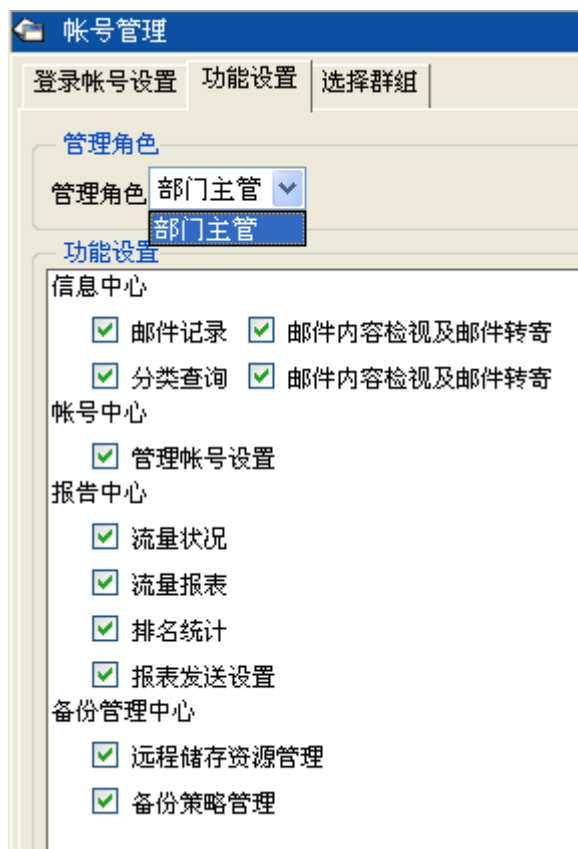 帐号管理
登录帐号设置 功能设置 选择群组
管理角色
管理角色 部门主管
部门主管
功能设置
信息中心
邮件记录 邮件内容检视及邮件转寄
分类查询 邮件内容检视及邮件转寄
帐号中心
管理帐号设置
报告中心
流量状况
流量报表
排名统计
报表发送设置
备份管理中心
远程储存资源管理
备份策略管理